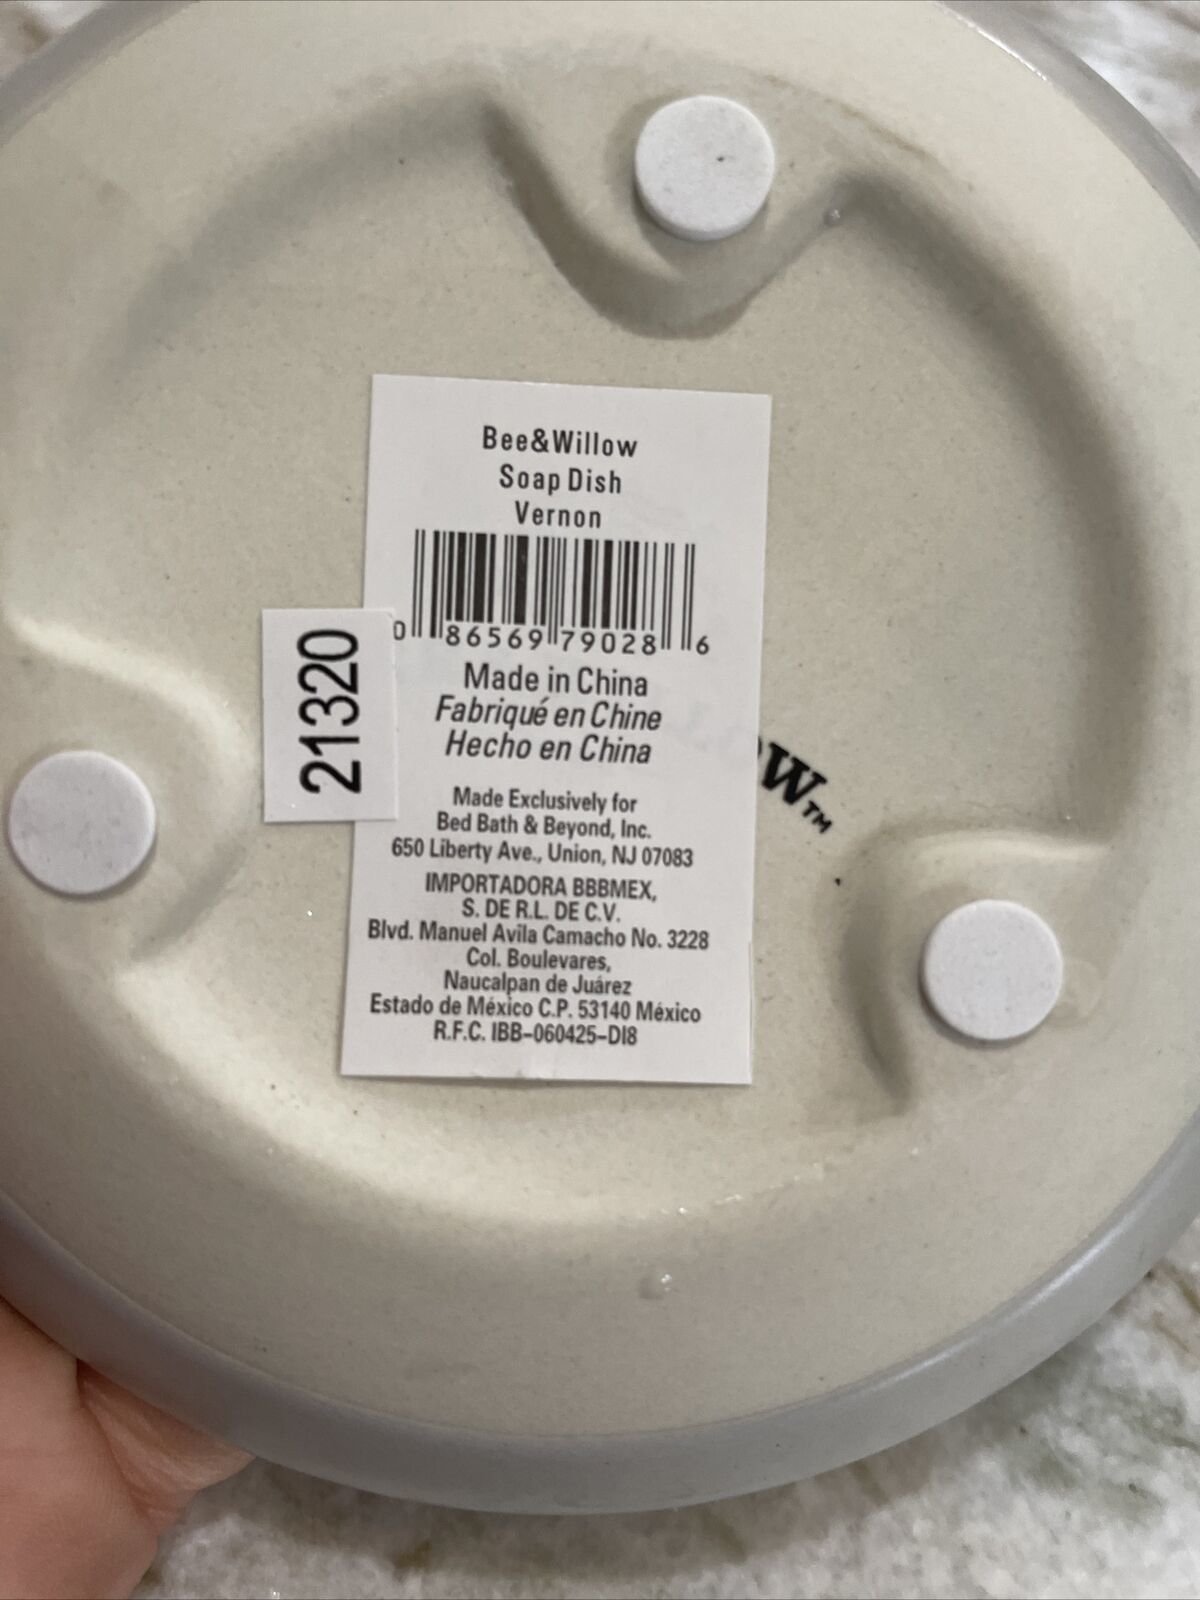 Bee&Willow
Soap Dish
Vernon
0 86569 79028 6
21320
Made in China
Fabriqué en Chine
Hecho en China
Made Exclusively for
Bed Bath & Beyond, Inc.
650 Liberty Ave., Union, NJ 07083
IMPORTADORA BBBMEX,
S. DE R.L. DE C.V.
Blvd. Manuel Avila Camacho No. 3228
Col. Boulevares,
Naucalpan de Juárez
Estado de México C.P. 53140 México
R.F.C. IBB-060425-DI8